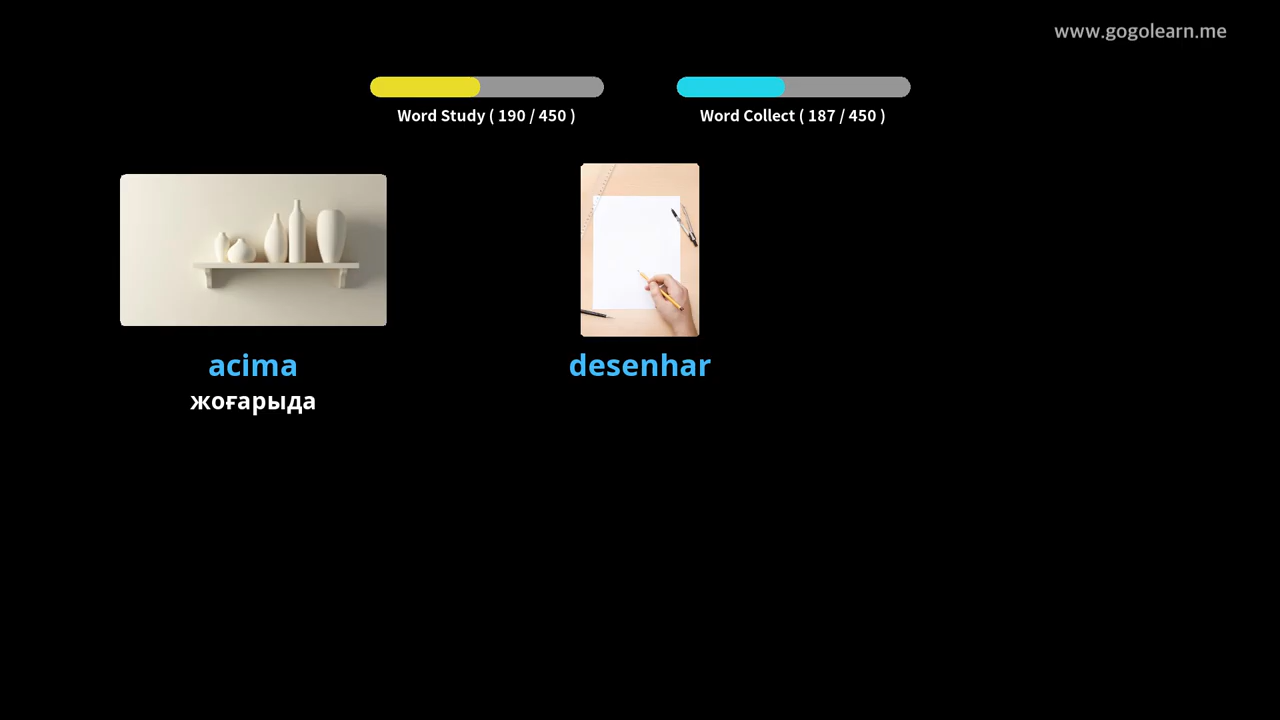 www.gogolearn.me
Word Study ( 190 / 450 )
Word Collect ( 187 / 450 )
acima
жоғарыда
desenhar